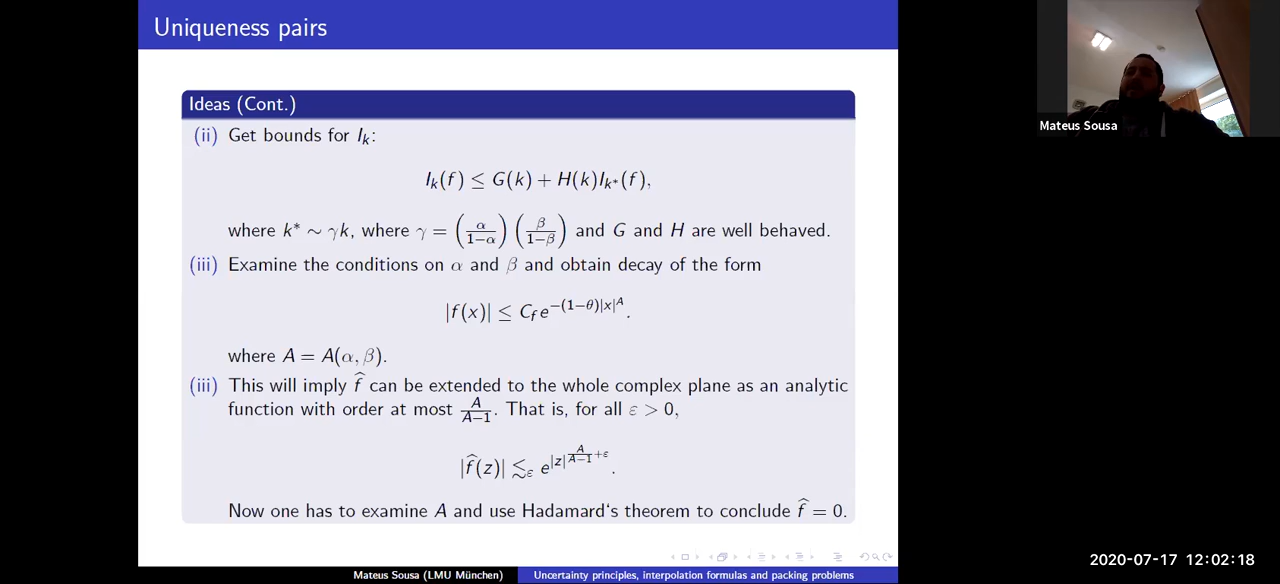 Uniqueness pairs
Ideas (Cont.)
(ii) Get bounds for I_k:
I_k(f) ≤ G(k) + H(k)I_{k*}(f),
where k* ∼ γk, where γ = (α/(1−α)) (β/(1−β)) and G and H are well behaved.
(iii) Examine the conditions on α and β and obtain decay of the form
|f(x)| ≤ C_f e^{−(1−θ)|x|^A}.
where A = A(α, β).
(iii) This will imply f̂ can be extended to the whole complex plane as an analytic
function with order at most A/(A−1). That is, for all ε > 0,
|f̂(z)| ≲_ε e^{|z|^{A/(A−1)+ε}}.
Now one has to examine A and use Hadamard‘s theorem to conclude f̂ = 0.
Mateus Sousa (LMU München)
Uncertainty principles, interpolation formulas and packing problems
Mateus Sousa
2020-07-17 12:02:18